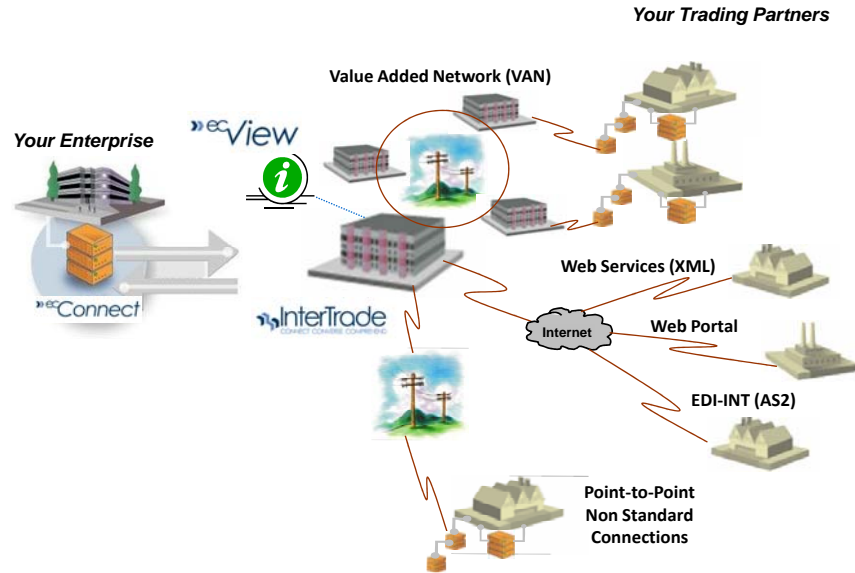 Your Trading Partners
Value Added Network (VAN)
Your Enterprise
ecView
i
ecConnect
InterTrade
CONNECT CONVERSE COMPREHEND
Web Services (XML)
Internet
Web Portal
EDI-INT (AS2)
Point-to-Point
Non Standard
Connections